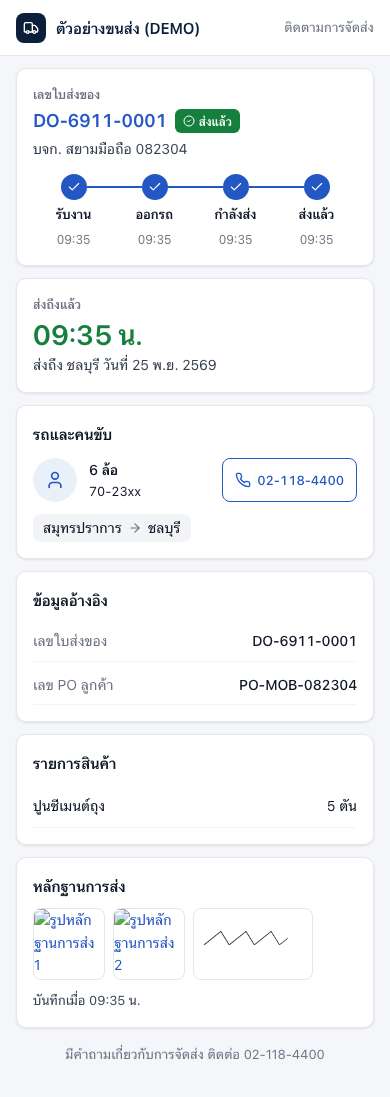 ตัวอย่างขนส่ง (DEMO)
ติดตามการจัดส่ง
เลขใบส่งของ
DO-6911-0001
ส่งแล้ว
บจก. สยามมือถือ 082304
รับงาน ออกรถ กำลังส่ง ส่งแล้ว
09:35 09:35 09:35 09:35
ส่งถึงแล้ว
09:35 น.
ส่งถึง ชลบุรี วันที่ 25 พ.ย. 2569
รถและคนขับ
6 ล้อ
70-23xx
02-118-4400
สมุทรปราการ → ชลบุรี
ข้อมูลอ้างอิง
เลขใบส่งของ DO-6911-0001
เลข PO ลูกค้า PO-MOB-082304
รายการสินค้า
ปูนซีเมนต์ถุง 5 ตัน
หลักฐานการส่ง
รูปหลักฐานการส่ง 1
รูปหลักฐานการส่ง 2
บันทึกเมื่อ 09:35 น.
มีคำถามเกี่ยวกับการจัดส่ง ติดต่อ 02-118-4400